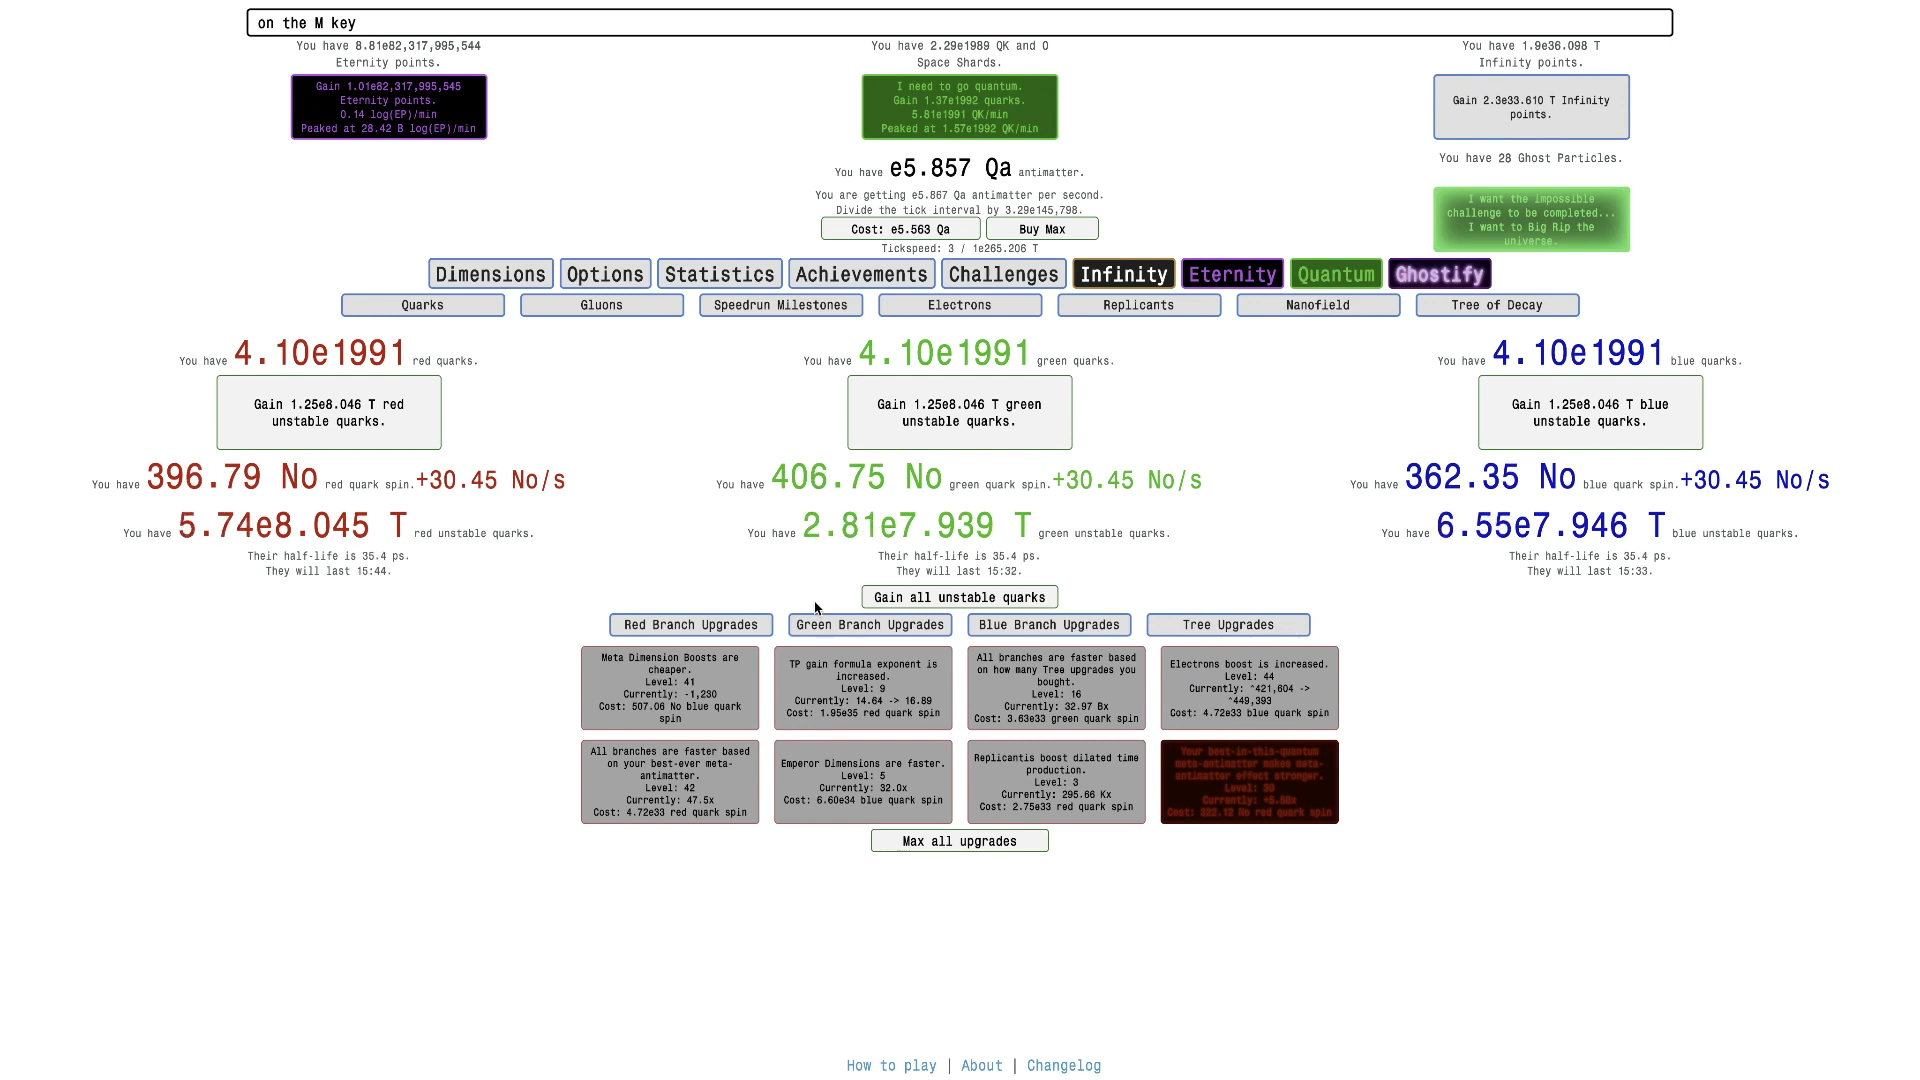 on the M key
You have 8.81e82,317,995,544
Eternity points.
Gain 1.01e82,317,995,545
Eternity points.
0.14 log(EP)/min
Peaked at 28.42 B log(EP)/min
You have 2.29e1989 QK and 0
Space Shards.
I need to go quantum.
Gain 1.37e1992 quarks.
5.81e1991 QK/min
Peaked at 1.57e1992 QK/min
You have 1.9e36.098 T
Infinity points.
Gain 2.3e33.610 T Infinity
points.
You have 28 Ghost Particles.
I want the impossible
challenge to be completed...
I want to Big Rip the
universe.
You have e5.857 Qa antimatter.
You are getting e5.867 Qa antimatter per second.
Divide the tick interval by 3.29e145,798.
Cost: e5.563 Qa
Buy Max
Tickspeed: 3 / 1e265.206 T
Dimensions
Options
Statistics
Achievements
Challenges
Infinity
Eternity
Quantum
Ghostify
Quarks
Gluons
Speedrun Milestones
Electrons
Replicants
Nanofield
Tree of Decay
You have 4.10e1991 red quarks.
Gain 1.25e8.046 T red
unstable quarks.
You have 396.79 No red quark spin.+30.45 No/s
You have 5.74e8.045 T red unstable quarks.
Their half-life is 35.4 ps.
They will last 15:44.
You have 4.10e1991 green quarks.
Gain 1.25e8.046 T green
unstable quarks.
You have 406.75 No green quark spin.+30.45 No/s
You have 2.81e7.939 T green unstable quarks.
Their half-life is 35.4 ps.
They will last 15:32.
You have 4.10e1991 blue quarks.
Gain 1.25e8.046 T blue
unstable quarks.
You have 362.35 No blue quark spin.+30.45 No/s
You have 6.55e7.946 T blue unstable quarks.
Their half-life is 35.4 ps.
They will last 15:33.
Gain all unstable quarks
Red Branch Upgrades
Green Branch Upgrades
Blue Branch Upgrades
Tree Upgrades
Meta Dimension Boosts are
cheaper.
Level: 41
Currently: -1,230
Cost: 507.06 No blue quark
spin
TP gain formula exponent is
increased.
Level: 9
Currently: 14.64 -> 16.89
Cost: 1.95e35 red quark spin
All branches are faster based
on how many Tree upgrades you
bought.
Level: 16
Currently: 32.97 Bx
Cost: 3.63e33 green quark spin
Electrons boost is increased.
Level: 44
Currently: ^421,604 ->
^449,393
Cost: 4.72e33 blue quark spin
All branches are faster based
on your best-ever meta-
antimatter.
Level: 42
Currently: 47.5x
Cost: 4.72e33 red quark spin
Emperor Dimensions are faster.
Level: 5
Currently: 32.0x
Cost: 6.60e34 blue quark spin
Replicantis boost dilated time
production.
Level: 3
Currently: 295.66 Kx
Cost: 2.75e33 red quark spin
Your best-in-this-quantum
meta-antimatter makes meta-
antimatter effect stronger.
Level: 30
Currently:
Cost: 322.12 No red quark spin
Max all upgrades
How to play | About | Changelog